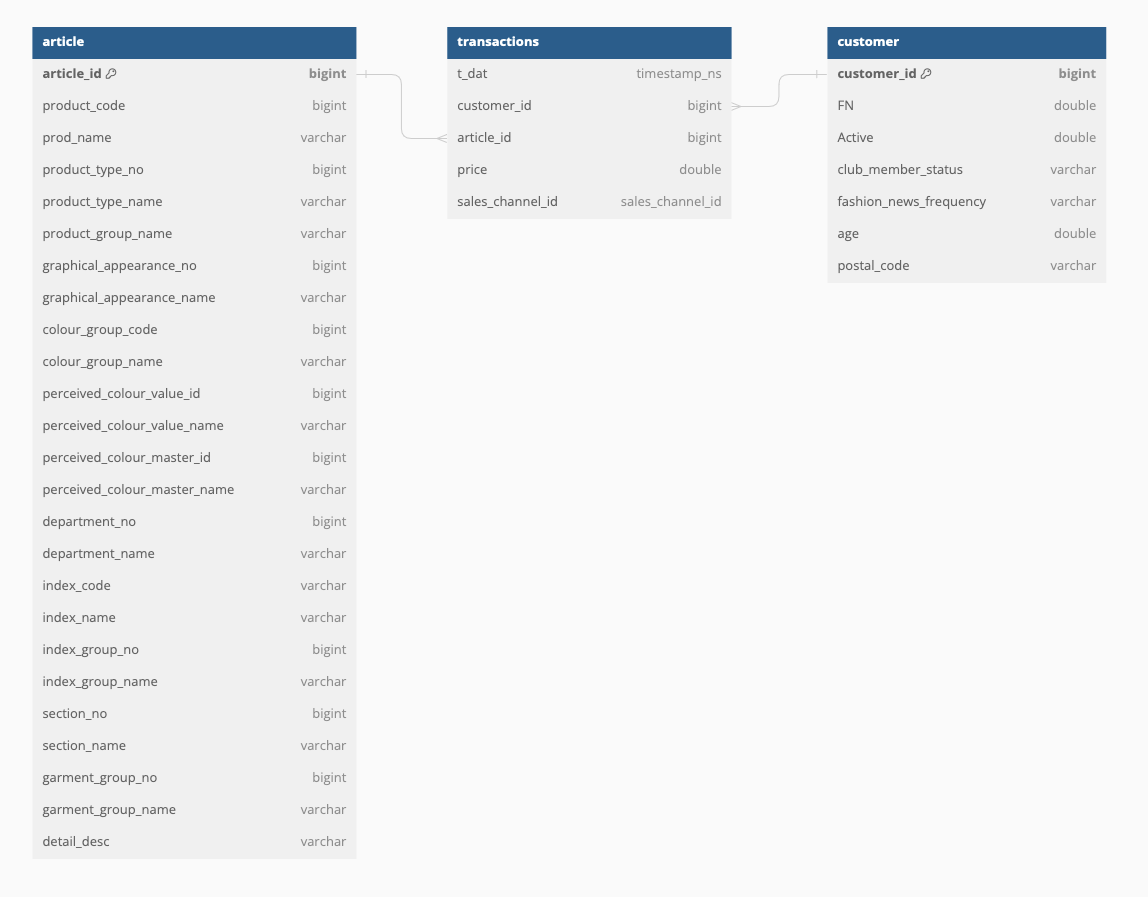 article
article_id bigint
product_code bigint
prod_name varchar
product_type_no bigint
product_type_name varchar
product_group_name varchar
graphical_appearance_no bigint
graphical_appearance_name varchar
colour_group_code bigint
colour_group_name varchar
perceived_colour_value_id bigint
perceived_colour_value_name varchar
perceived_colour_master_id bigint
perceived_colour_master_name varchar
department_no bigint
department_name varchar
index_code varchar
index_name varchar
index_group_no bigint
index_group_name varchar
section_no bigint
section_name varchar
garment_group_no bigint
garment_group_name varchar
detail_desc varchar
transactions
t_dat timestamp_ns
customer_id bigint
article_id bigint
price double
sales_channel_id sales_channel_id
customer
customer_id bigint
FN double
Active double
club_member_status varchar
fashion_news_frequency varchar
age double
postal_code varchar